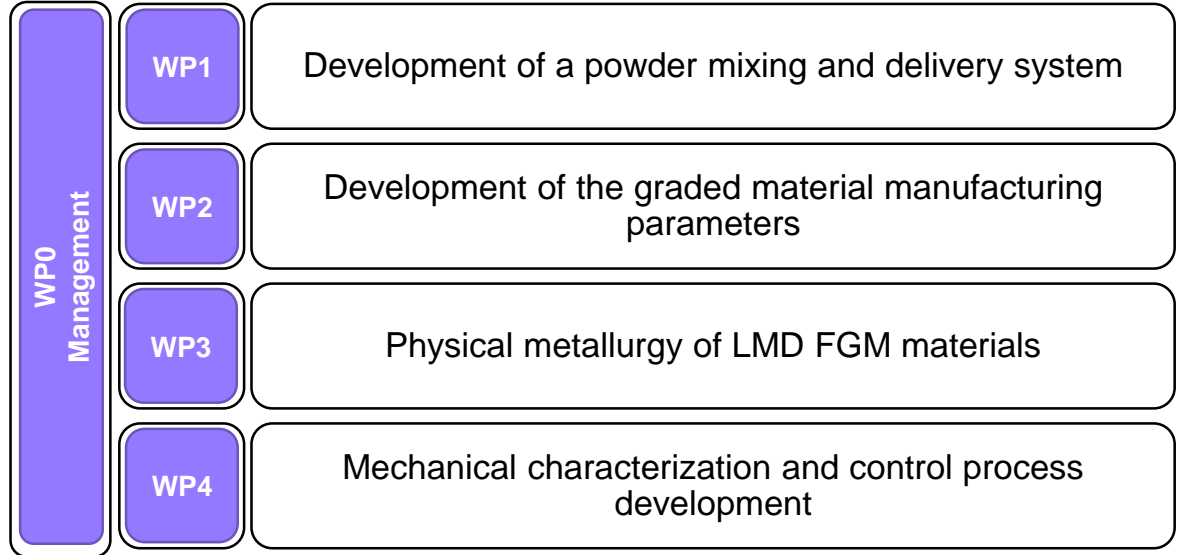 WP0
Management
WP1
Development of a powder mixing and delivery system
WP2
Development of the graded material manufacturing
parameters
WP3
Physical metallurgy of LMD FGM materials
WP4
Mechanical characterization and control process
development